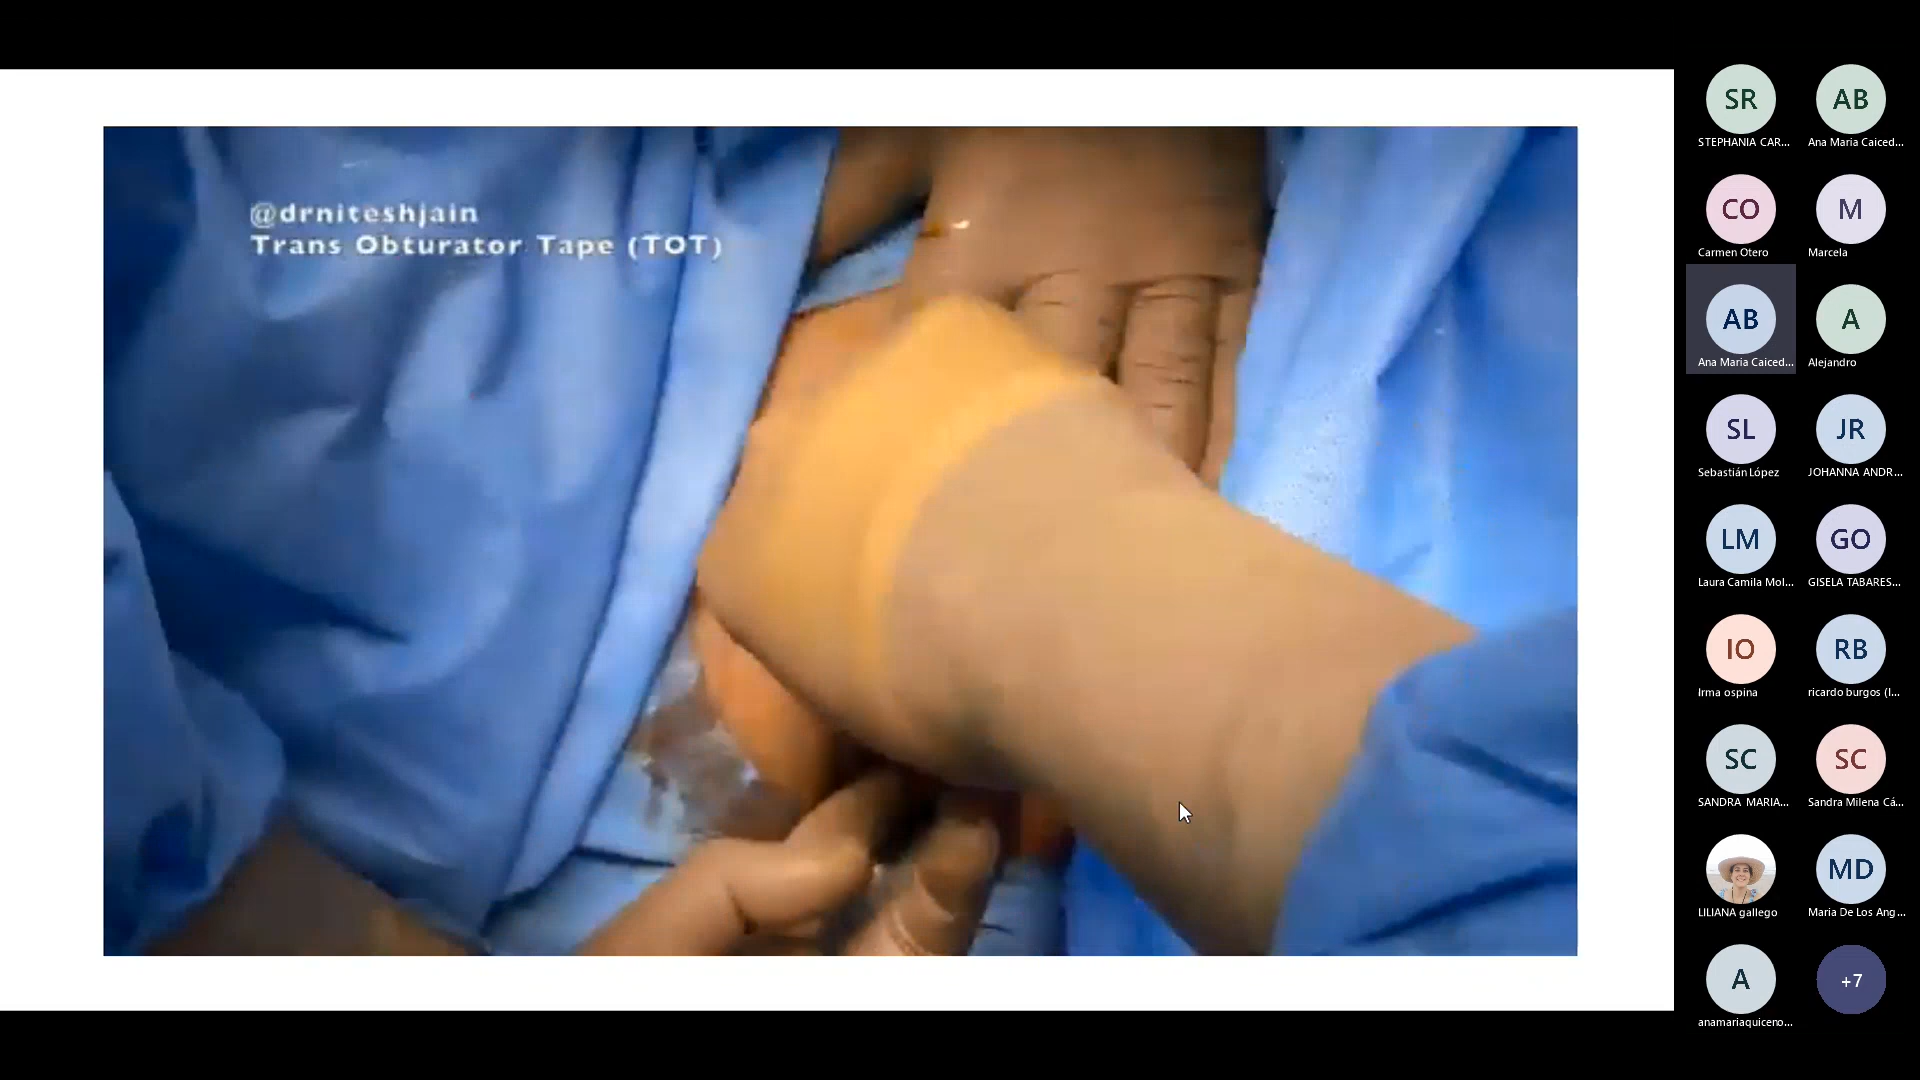 @drniteshjain
Trans Obturator Tape (TOT)
SR
AB
STEPHANIA CAR...
Ana Maria Caiced...
CO
M
Carmen Otero
Marcela
AB
A
Ana Maria Caiced...
Alejandro
SL
JR
Sebastián López
JOHANNA ANDR...
LM
GO
Laura Camila Mol...
GISELA TABARES...
IO
RB
Irma ospina
ricardo burgos (I...
SC
SC
SANDRA MARIA...
Sandra Milena Cá...
MD
LILIANA gallego
Maria De Los Ang...
A
+7
anamariaquiceno...